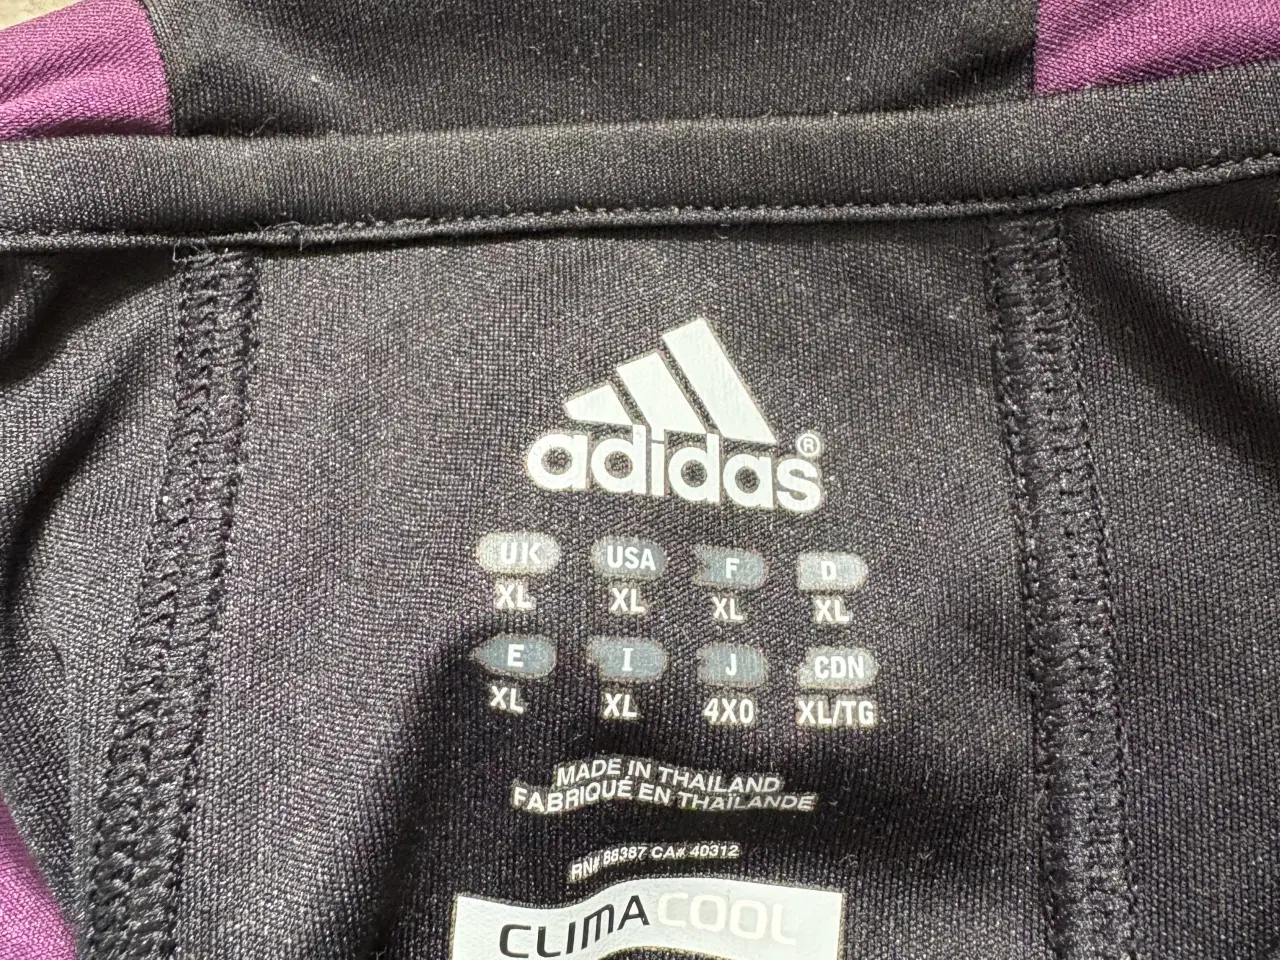 adidas®
UK USA F D
XL XL XL XL
E I J CDN
XL XL 4XO XL/TG
MADE IN THAILAND
FABRIQUÉ EN THAÏLANDE
RN# 88387 CA# 40312
CLIMACOOL